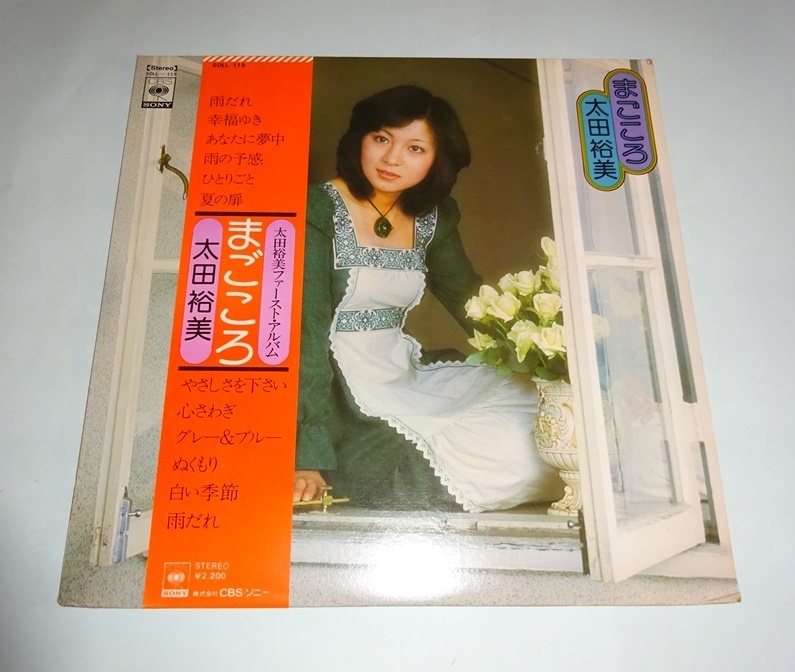 【Stereo】
SOLL-119
CBS
SONY
SOLL 119
雨だれ
幸福ゆき
あなたに夢中
雨の予感
ひとりごと
夏の扉
太田裕美ファースト・アルバム
まごころ
太田裕美
やさしさを下さい
心さわぎ
グレー&ブルー
ぬくもり
白い季節
雨だれ
SONY
STEREO
¥2,200
株式会社 CBS・ソニー
まごころ
太田裕美